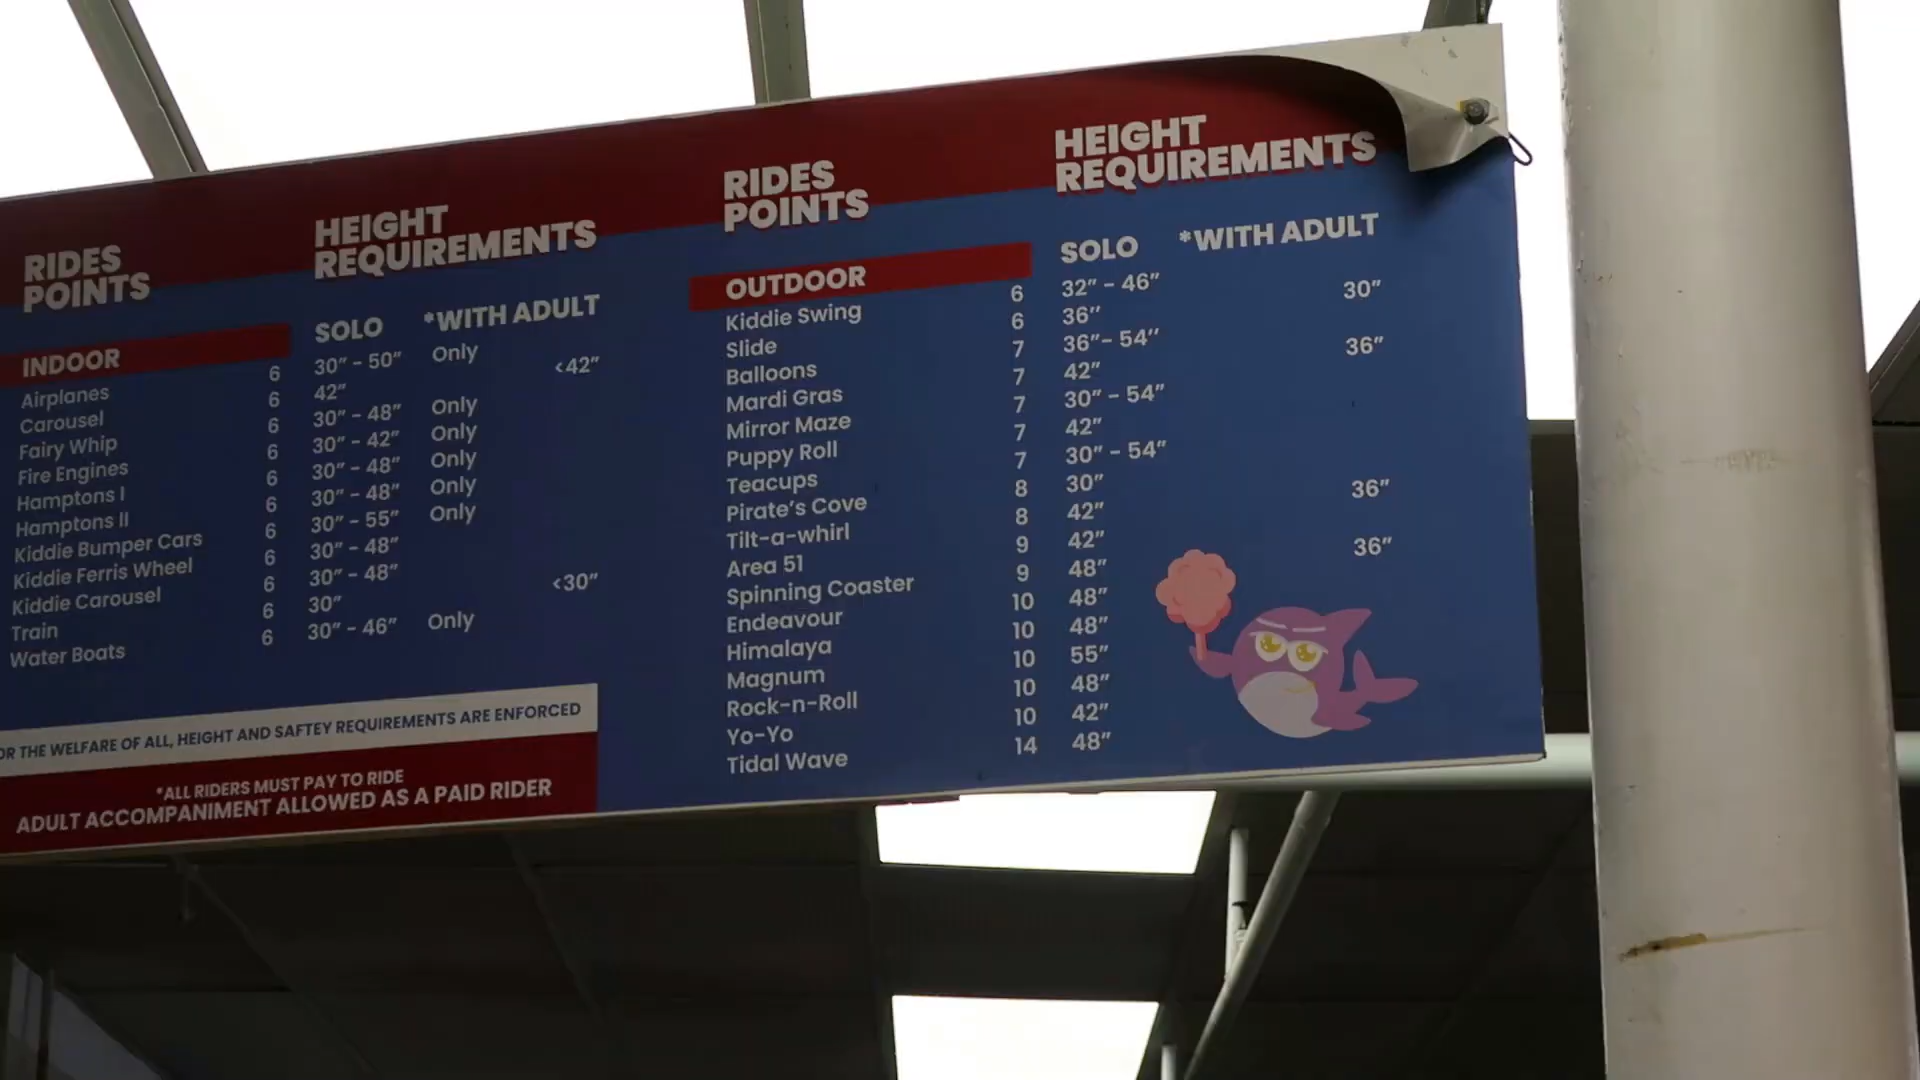 RIDES
POINTS
HEIGHT
REQUIREMENTS
SOLO *WITH ADULT
INDOOR
Airplanes 6 30” - 50” Only
Carousel 6 42” <42”
Fairy Whip 6 30” - 48” Only
Fire Engines 6 30” - 42” Only
Hamptons I 6 30” - 48” Only
Hamptons II 6 30” - 48” Only
Kiddie Bumper Cars 6 30” - 55” Only
Kiddie Ferris Wheel 6 30” - 48”
Kiddie Carousel 6 30” - 48”
Train 6 30” <30”
Water Boats 6 30” - 46” Only
OR THE WELFARE OF ALL, HEIGHT AND SAFTEY REQUIREMENTS ARE ENFORCED
*ALL RIDERS MUST PAY TO RIDE
ADULT ACCOMPANIMENT ALLOWED AS A PAID RIDER
RIDES
POINTS
HEIGHT
REQUIREMENTS
SOLO *WITH ADULT
OUTDOOR
Kiddie Swing 6 32” - 46”
Slide 6 36” 30”
Balloons 7 36”- 54”
Mardi Gras 7 42” 36”
Mirror Maze 7 30” - 54”
Puppy Roll 7 42”
Teacups 7 30” - 54”
Pirate’s Cove 8 30”
Tilt-a-whirl 8 42” 36”
Area 51 9 42”
Spinning Coaster 9 48” 36”
Endeavour 10 48”
Himalaya 10 48”
Magnum 10 55”
Rock-n-Roll 10 48”
Yo-Yo 10 42”
Tidal Wave 14 48”